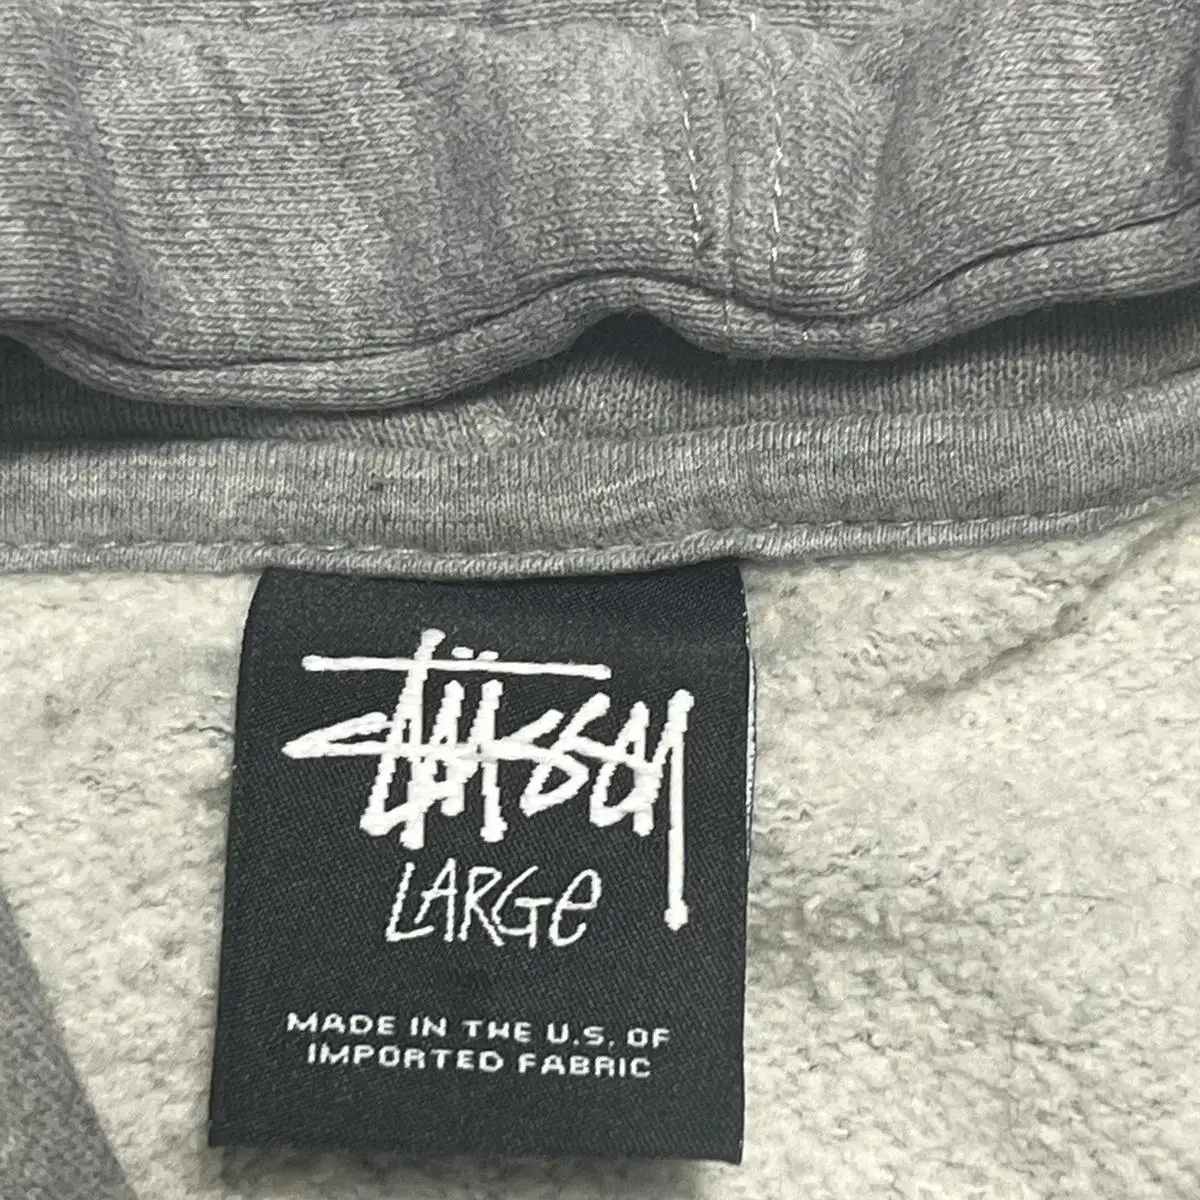 Stüssy
LARGe
MADE IN THE U.S. OF
IMPORTED FABRIC